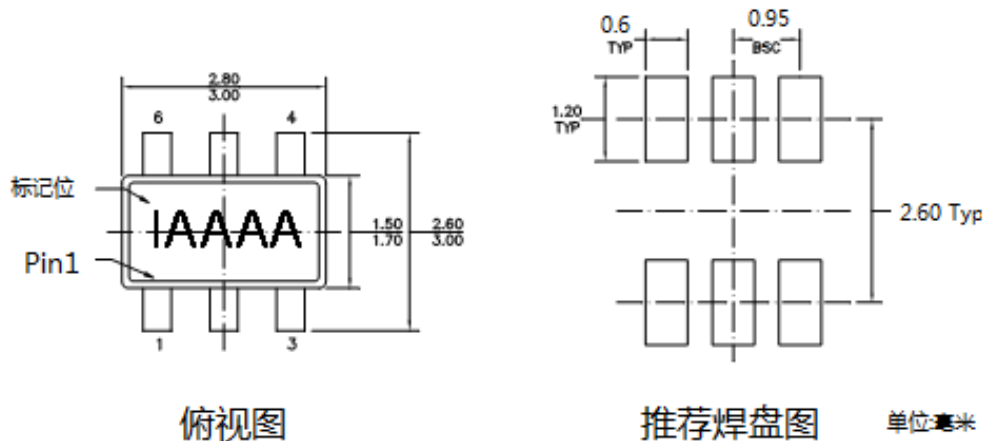 2.80
3.00
6
4
标记位
IAAAA
Pin1
1.50
1.70
2.60
3.00
1
3
俯视图
0.6
TYP
0.95
BSC
1.20
TYP
2.60 Typ
推荐焊盘图
单位:毫米